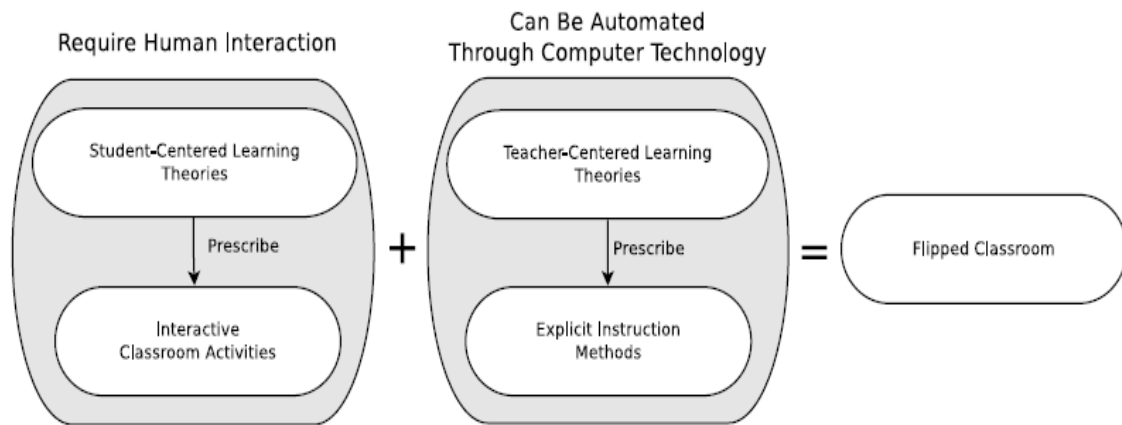 Require Human Interaction
Can Be Automated
Through Computer Technology
Student-Centered Learning
Theories
Prescribe
Interactive
Classroom Activities
+
Teacher-Centered Learning
Theories
Prescribe
Explicit Instruction
Methods
=
Flipped Classroom